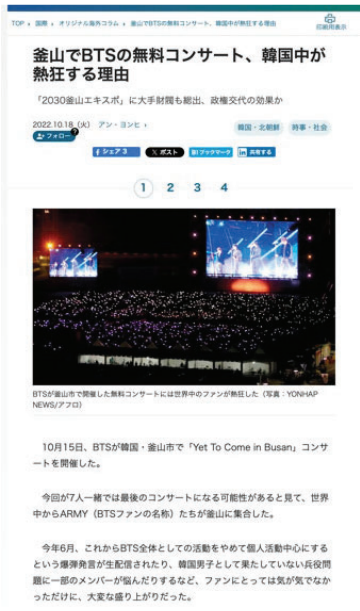 TOP › 国際 › オリジナル海外コラム › 釜山でBTSの無料コンサート、韓国中が熱狂する理由
印刷用表示
釜山でBTSの無料コンサート、韓国中が
熱狂する理由
「2030釜山エキスポ」に大手財閥も総出、政権交代の効果か
2022.10.18（火） アン・ヨンヒ ›
フォロー ?
韓国・北朝鮮 時事・社会
f シェア 3 X ポスト B! ブックマーク in 共有する
1 2 3 4
BTSが釜山市で開催した無料コンサートには世界中のファンが熱狂した（写真：YONHAP
NEWS/アフロ）
10月15日、BTSが韓国・釜山市で「Yet To Come in Busan」コンサ
ートを開催した。
今回が7人一緒では最後のコンサートになる可能性があると見て、世界
中からARMY（BTSファンの名称）たちが釜山に集合した。
今年6月、これからBTS全体としての活動をやめて個人活動中心にする
という爆弾発言が生配信されたり、韓国男子として果たしていない兵役問
題に一部のメンバーが悩んだりするなど、ファンにとっては気が気でなか
っただけに、大変な盛り上がりだった。